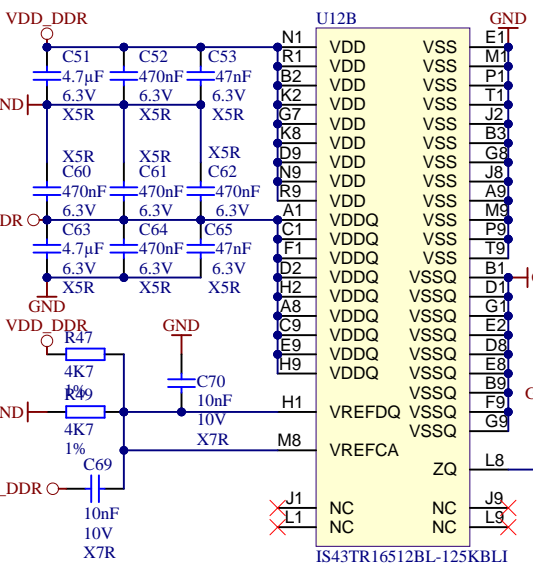 VDD_DDR
U12B
GND
C51
4.7µF
6.3V
X5R
C52
470nF
6.3V
X5R
C53
47nF
6.3V
X5R
ND
X5R
C60
470nF
6.3V
X5R
C61
470nF
6.3V
X5R
C62
470nF
6.3V
DR
C63
4.7µF
6.3V
X5R
C64
470nF
6.3V
X5R
C65
47nF
6.3V
X5R
GND
N1 VDD VSS E1
R1 VDD VSS M1
B2 VDD VSS P1
K2 VDD VSS T1
G7 VDD VSS J2
K8 VDD VSS B3
D9 VDD VSS G8
N9 VDD VSS J8
R9 VDD VSS A9
A1 VDDQ VSS M9
C1 VDDQ VSS P9
F1 VDDQ VSS T9
D2 VDDQ VSSQ B1
H2 VDDQ VSSQ D1
A8 VDDQ VSSQ G1
C9 VDDQ VSSQ E2
E9 VDDQ VSSQ D8
H9 VDDQ VSSQ E8
VSSQ B9
H1 VREFDQ VSSQ F9
VSSQ G9
M8 VREFCA
ZQ L8
J1 NC NC J9
L1 NC NC L9
VDD_DDR
R47
4K7
1%
GND
C70
10nF
10V
X7R
ND
R49
4K7
1%
_DDR
C69
10nF
10V
X7R
IS43TR16512BL-125KBLI